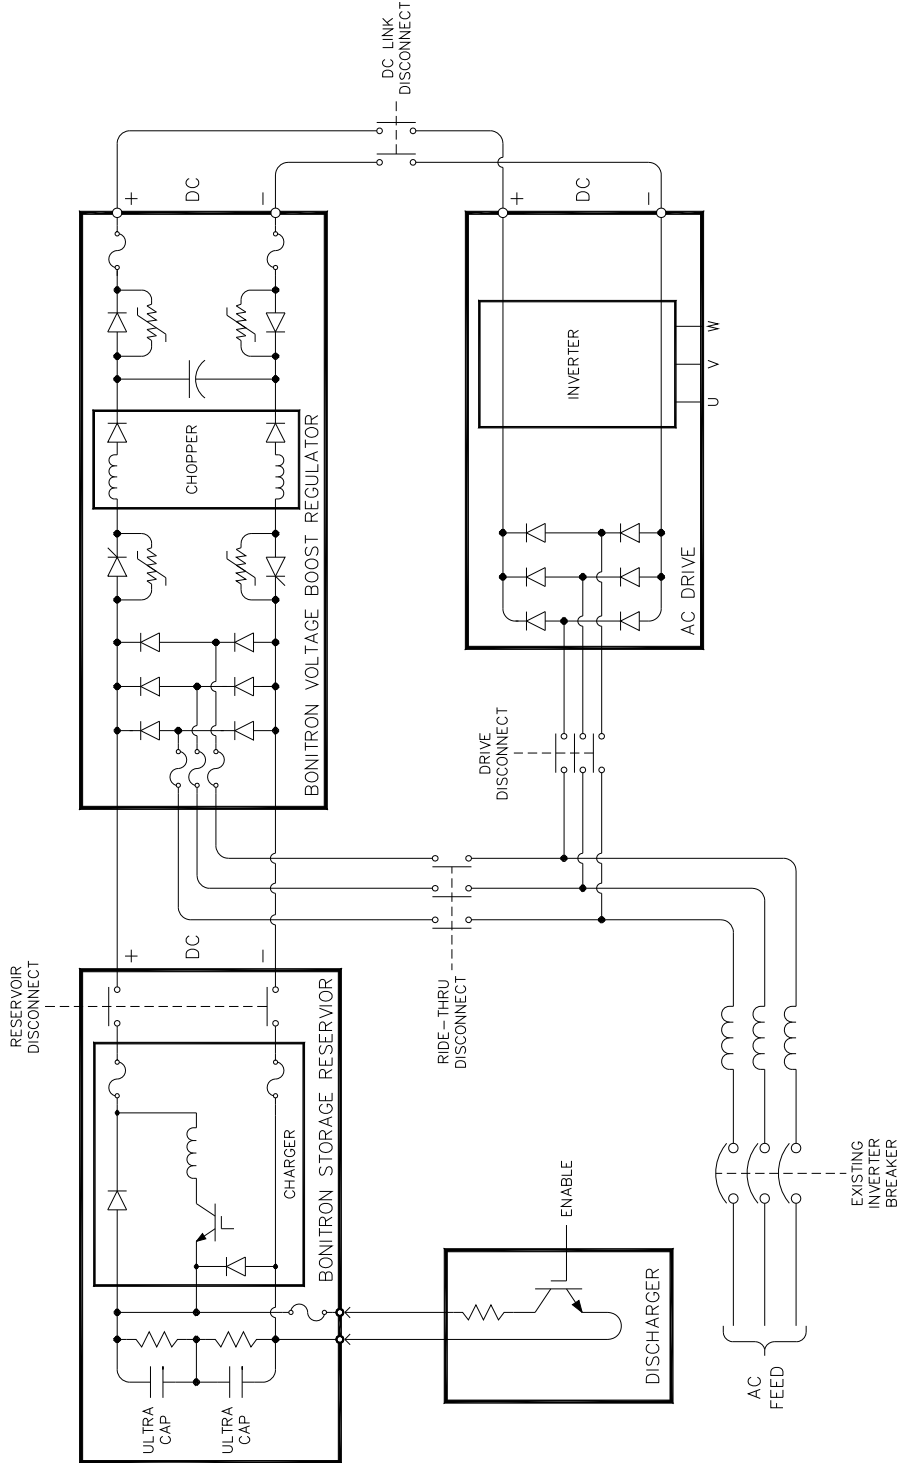 RESERVOIR
DISCONNECT
+
DC
−
ULTRA
CAP
ULTRA
CAP
CHARGER
BONITRON STORAGE RESERVIOR
CHOPPER
BONITRON VOLTAGE BOOST REGULATOR
+
DC
−
DC LINK
DISCONNECT
RIDE-THRU
DISCONNECT
DRIVE
DISCONNECT
+
DC
−
INVERTER
U
V
W
AC DRIVE
ENABLE
DISCHARGER
AC
FEED
EXISTING
INVERTER
BREAKER